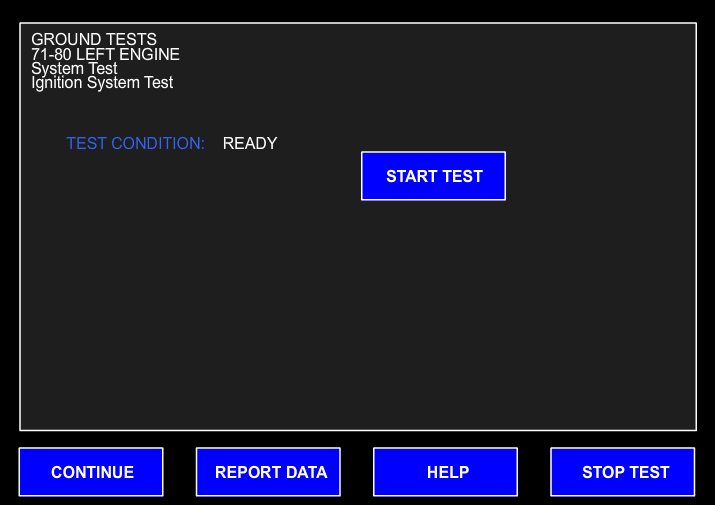 GROUND TESTS
71-80 LEFT ENGINE
System Test
Ignition System Test
TEST CONDITION: READY
START TEST
CONTINUE
REPORT DATA
HELP
STOP TEST